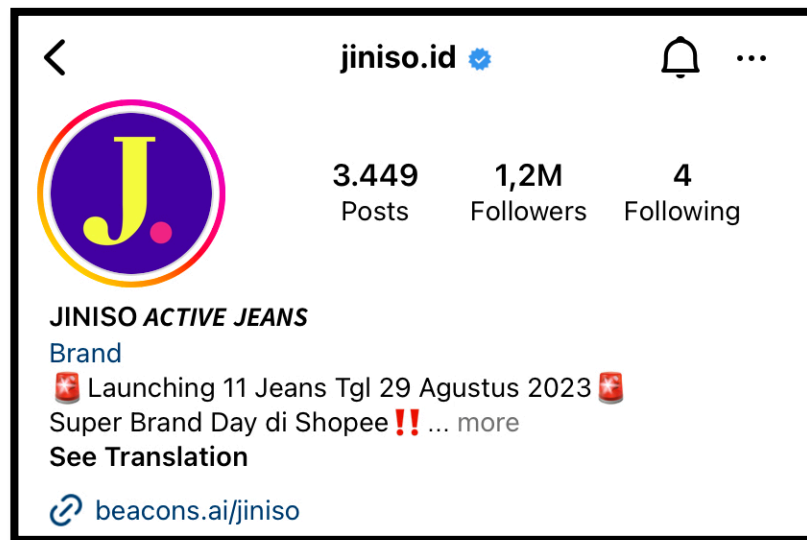 jiniso.id
J.
3.449 1,2M 4
Posts Followers Following
JINISO ACTIVE JEANS
Brand
🚨 Launching 11 Jeans Tgl 29 Agustus 2023🚨
Super Brand Day di Shopee‼️... more
See Translation
beacons.ai/jiniso